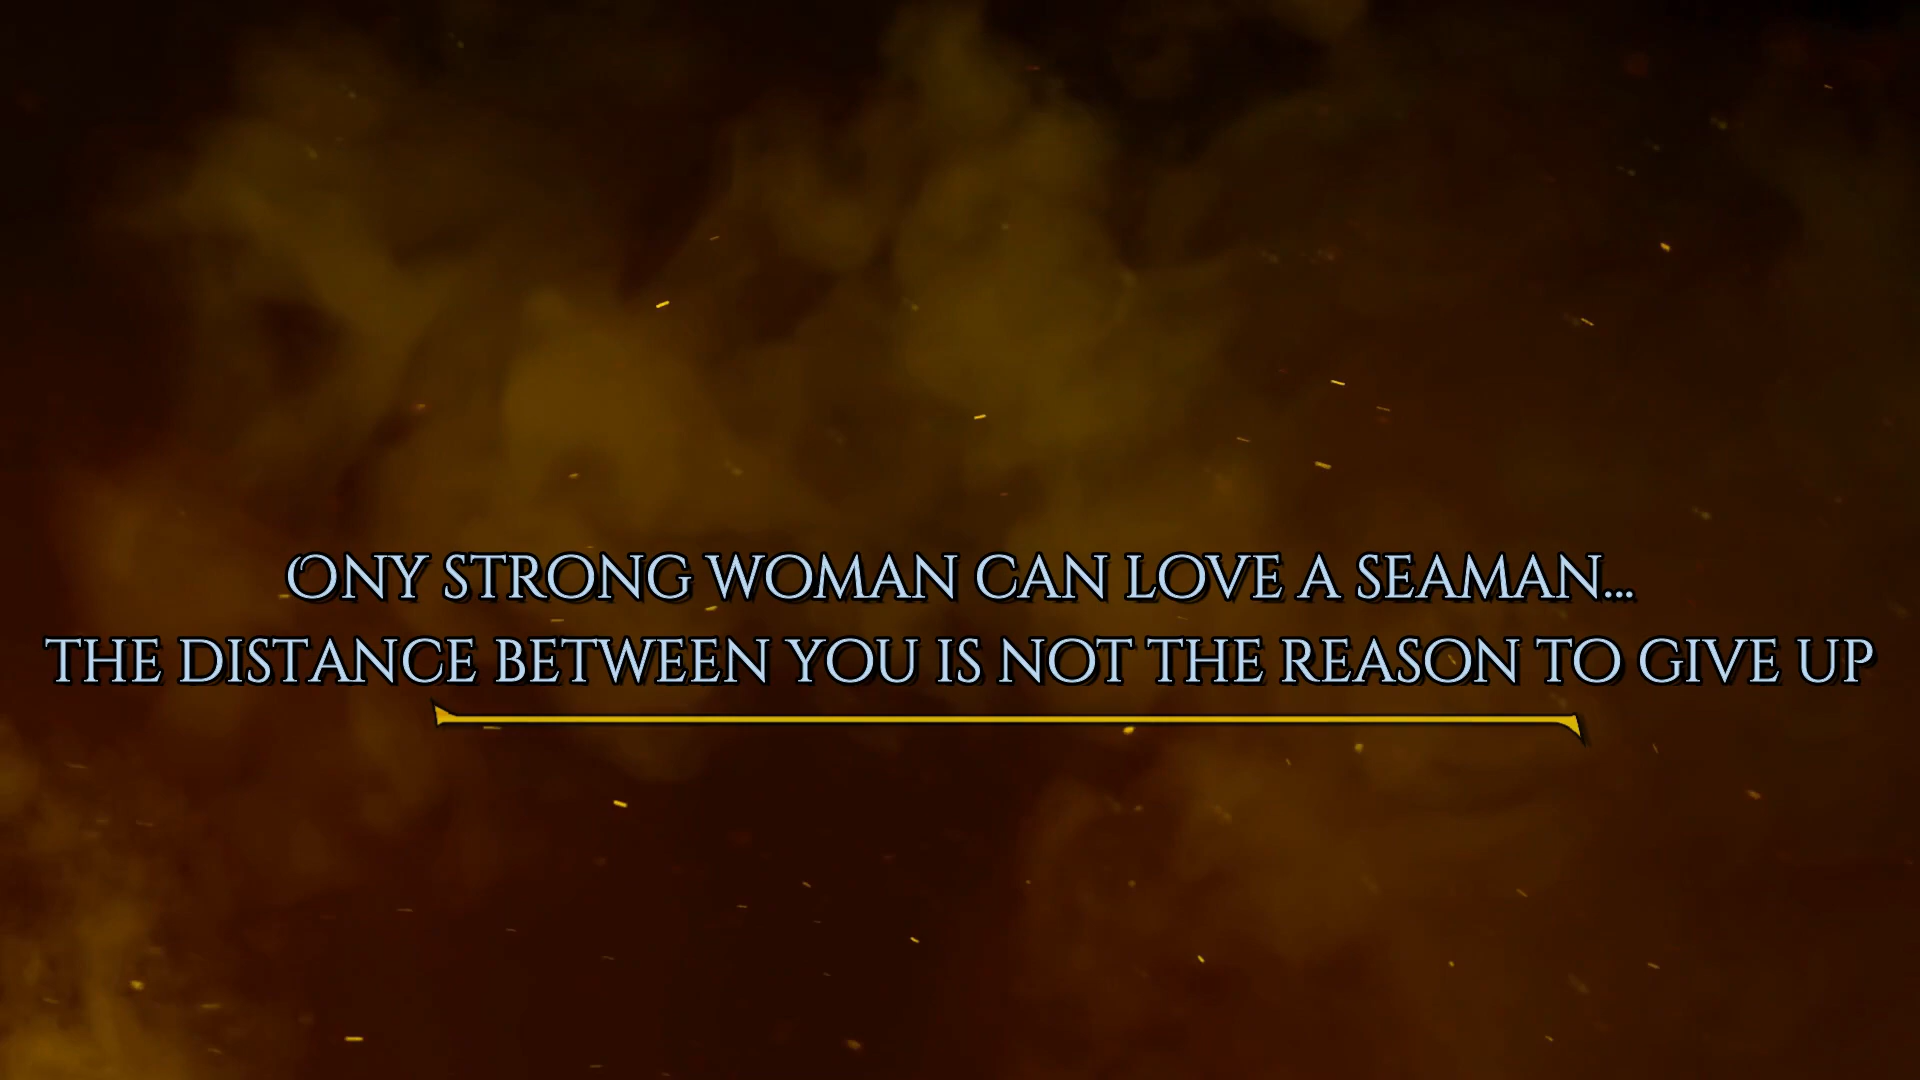 ONY STRONG WOMAN CAN LOVE A SEAMAN...
THE DISTANCE BETWEEN YOU IS NOT THE REASON TO GIVE UP